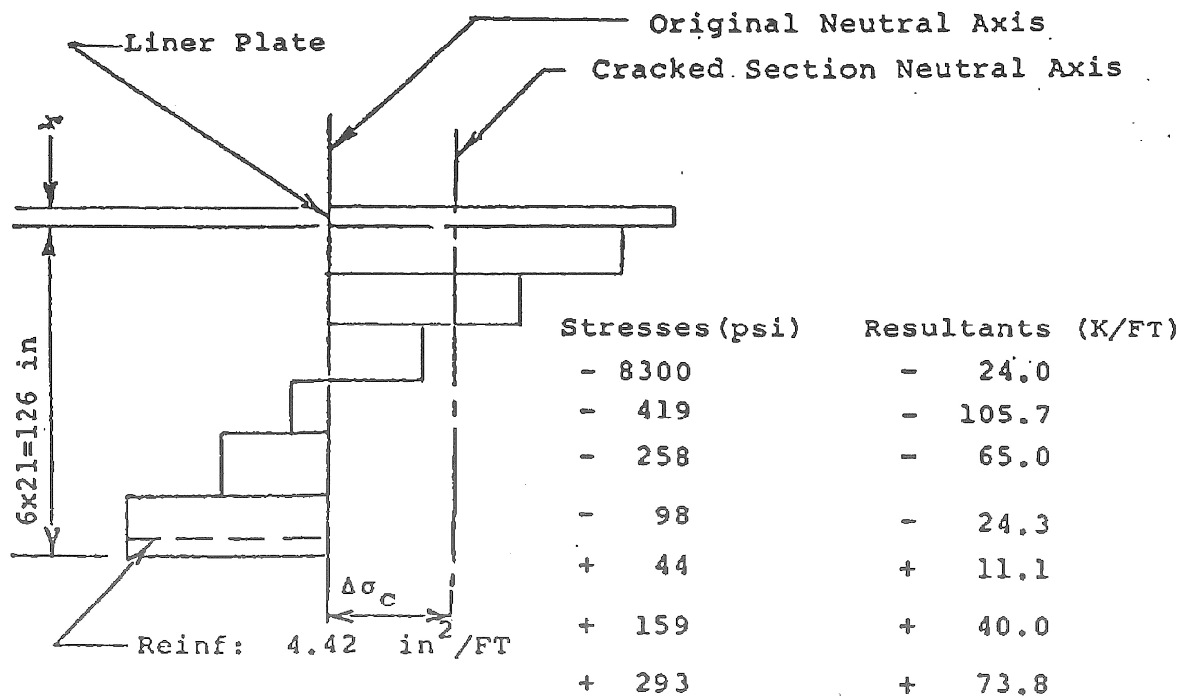 Original Neutral Axis
Liner Plate
Cracked Section Neutral Axis
6x21=126 in
Stresses(psi) Resultants (K/FT)
- 8300 - 24.0
- 419 - 105.7
- 258 - 65.0
- 98 - 24.3
+ 44 + 11.1
Δσc
+ 159 + 40.0
Reinf: 4.42 in²/FT
+ 293 + 73.8